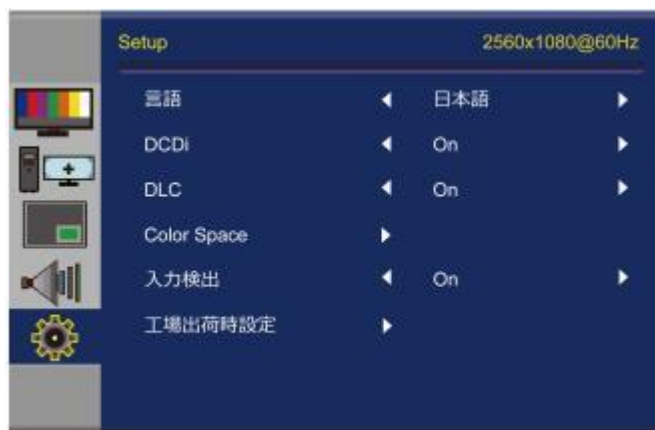 Setup 2560x1080@60Hz
言語 日本語
DCDi On
DLC On
Color Space
入力検出 On
工場出荷時設定